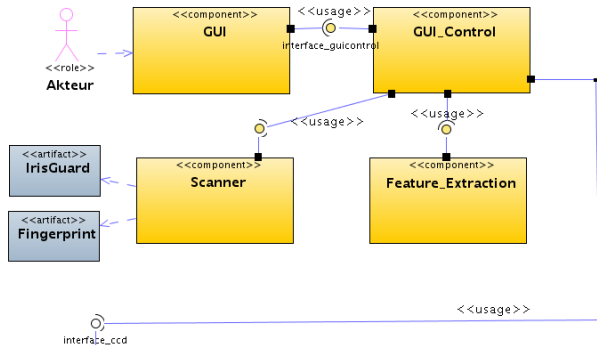 <<component>>
GUI
<<usage>>
interface_guicontrol
<<component>>
GUI_Control
<<role>>
Akteur
<<usage>>
<<usage>>
<<artifact>>
IrisGuard
<<component>>
Scanner
<<component>>
Feature_Extraction
<<artifact>>
Fingerprint
<<usage>>
interface_ccd